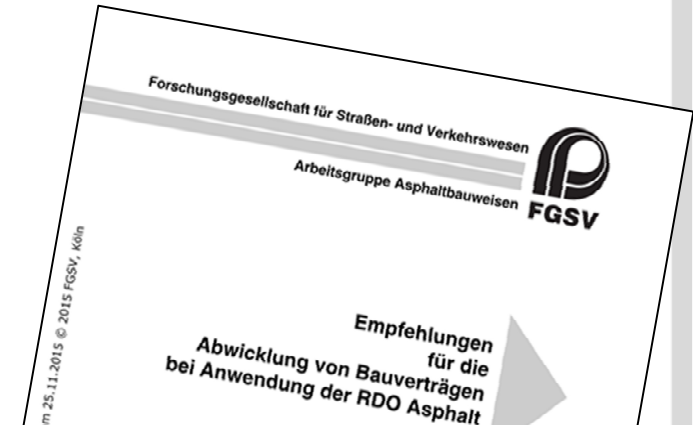 Forschungsgesellschaft für Straßen- und Verkehrswesen
Arbeitsgruppe Asphaltbauweisen
FGSV
25.11.2015 © 2015 FGSV, Köln
Empfehlungen
für die
Abwicklung von Bauverträgen
bei Anwendung der RDO Asphalt